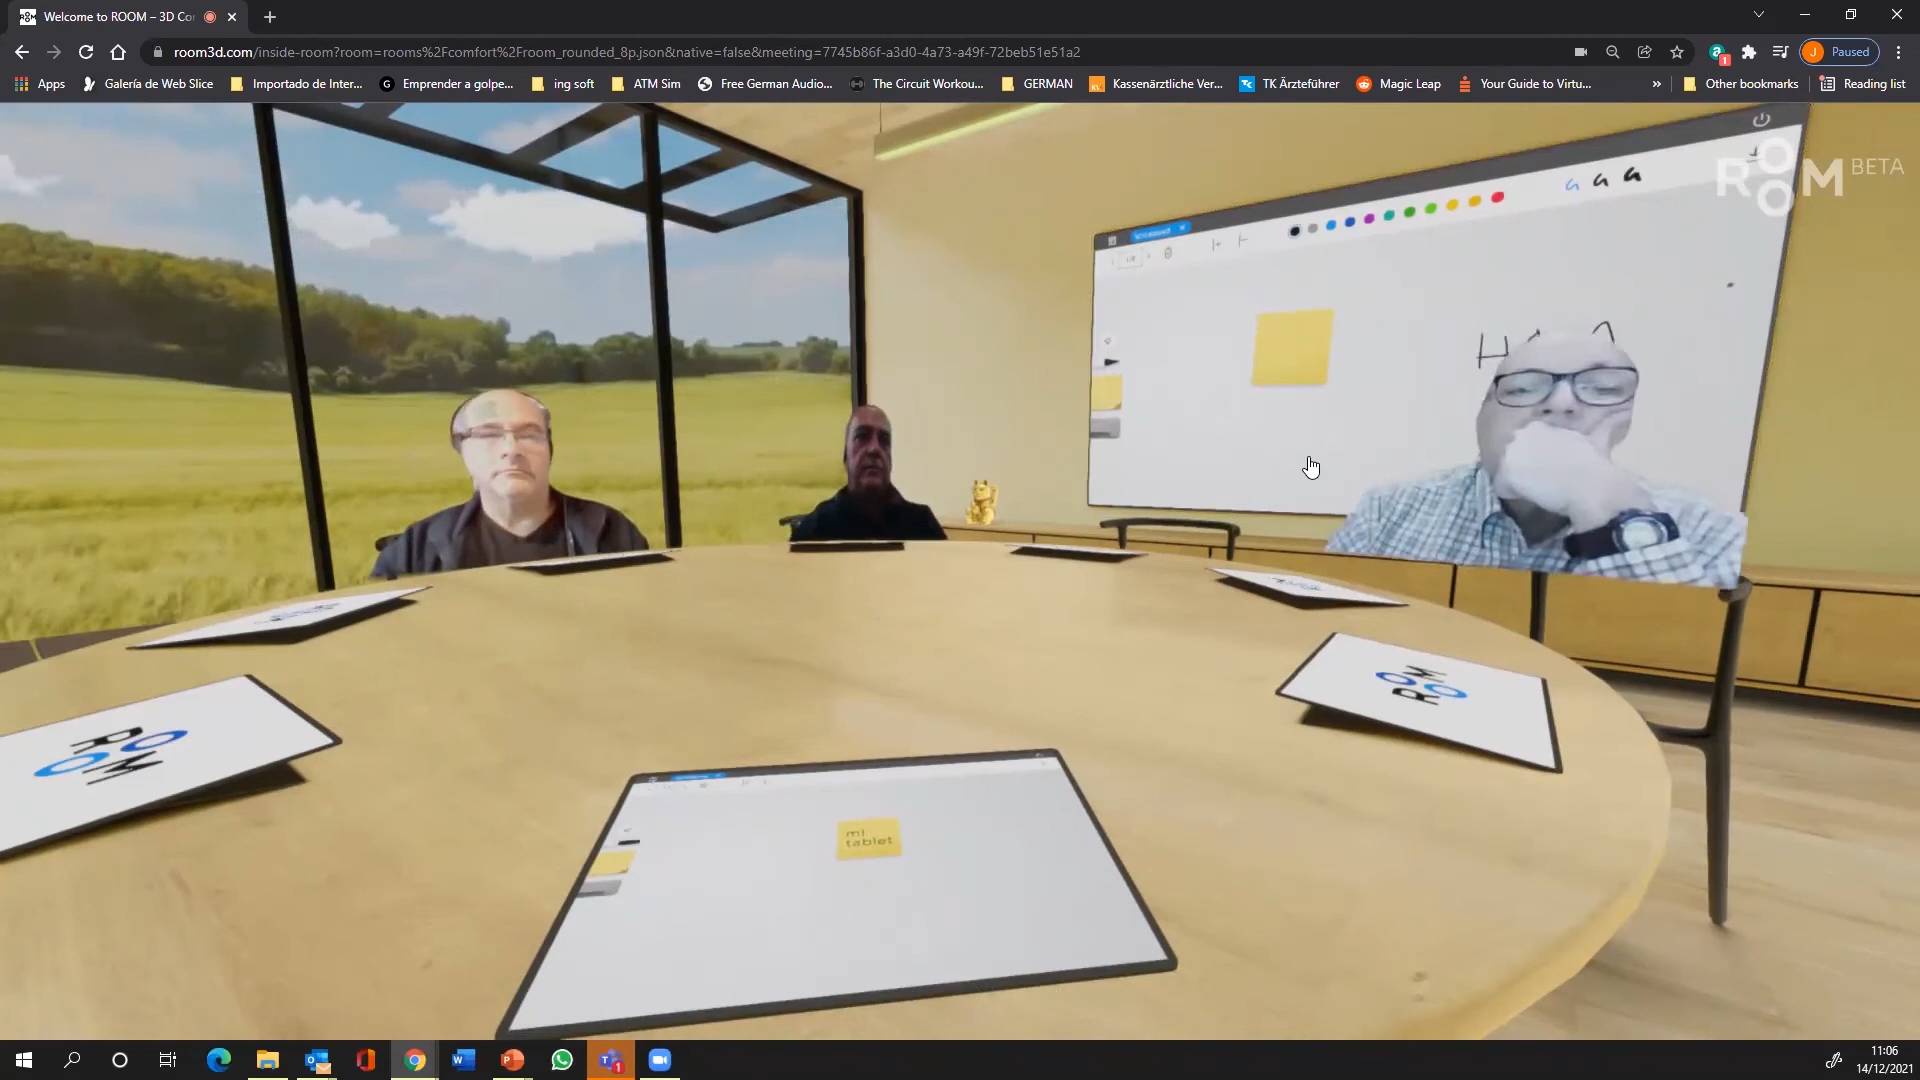 Welcome to ROOM – 3D Co
room3d.com/inside-room?room=rooms%2Fcomfort%2Froom_rounded_8p.json&native=false&meeting=7745b86f-a3d0-4a73-a49f-72beb51e51a2
1
J Paused
Apps
Galería de Web Slice
Importado de Inter...
Emprender a golpe...
ing soft
ATM Sim
Free German Audio...
The Circuit Workou...
GERMAN
Kassenärztliche Ver...
TK Ärzteführer
Magic Leap
Your Guide to Virtu...
»
Other bookmarks
Reading list
ROOM BETA
ROOM
ROOM
mi
tablet
11:06
14/12/2021